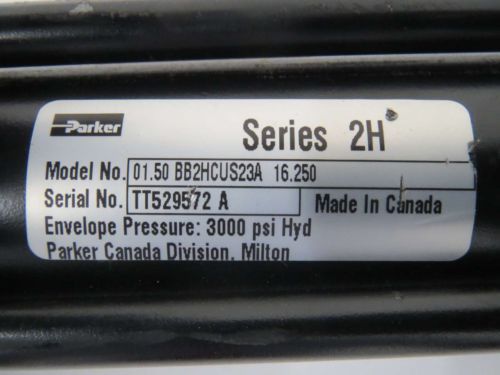 Parker
Series 2H
Model No. 01.50 BB2HCUS23A 16.250
Serial No. TT529572 A Made In Canada
Envelope Pressure: 3000 psi Hyd
Parker Canada Division, Milton